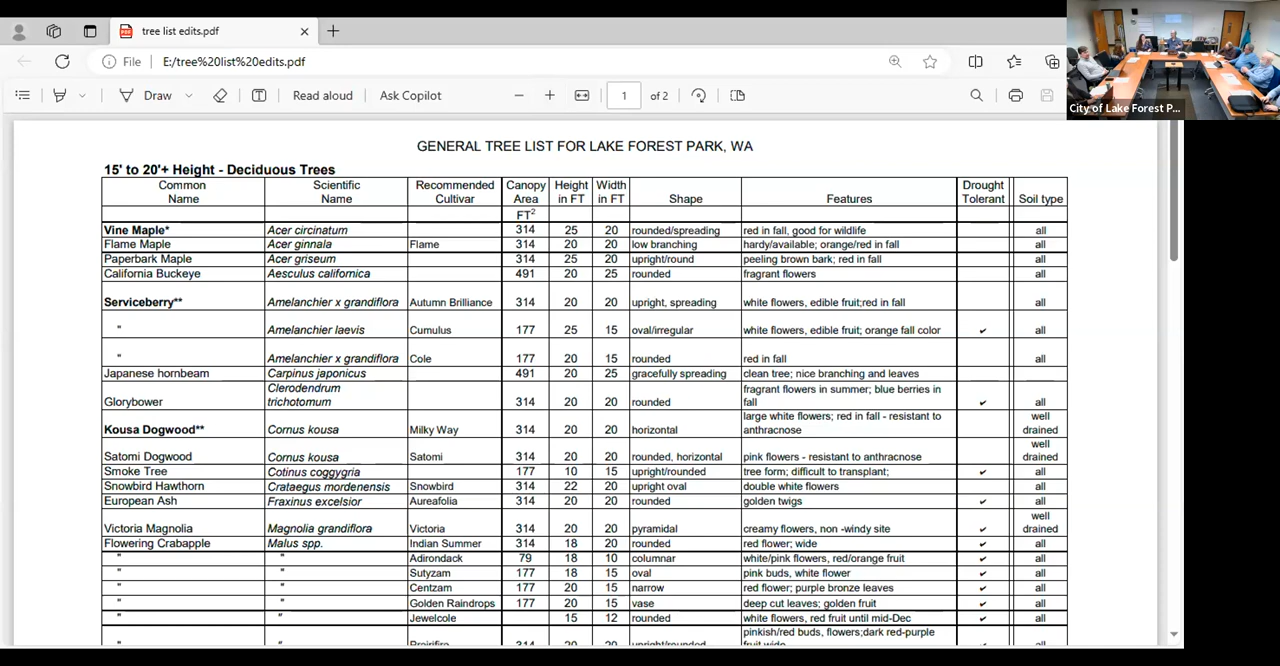 tree list edits.pdf
File E:/tree%20list%20edits.pdf
Draw Read aloud Ask Copilot 1 of 2
City of Lake Forest P...
GENERAL TREE LIST FOR LAKE FOREST PARK, WA
15' to 20'+ Height - Deciduous Trees
Common Name Scientific Name Recommended Cultivar Canopy Area Height in FT Width in FT Shape Features Drought Tolerant Soil type
FT2
Vine Maple* Acer circinatum 314 25 20 rounded/spreading red in fall, good for wildlife all
Flame Maple Acer ginnala Flame 314 20 20 low branching hardy/available; orange/red in fall all
Paperbark Maple Acer griseum 314 25 20 upright/round peeling brown bark; red in fall all
California Buckeye Aesculus californica 491 20 25 rounded fragrant flowers all
Serviceberry** Amelanchier x grandiflora Autumn Brilliance 314 20 20 upright, spreading white flowers, edible fruit;red in fall all
" Amelanchier laevis Cumulus 177 25 15 oval/irregular white flowers, edible fruit; orange fall color ✔ all
" Amelanchier x grandiflora Cole 177 20 15 rounded red in fall all
Japanese hornbeam Carpinus japonicus 491 20 25 gracefully spreading clean tree; nice branching and leaves
Glorybower Clerodendrum trichotomum 314 20 20 rounded fragrant flowers in summer; blue berries in fall ✔ all
Kousa Dogwood** Cornus kousa Milky Way 314 20 20 horizontal large white flowers; red in fall - resistant to anthracnose well drained
Satomi Dogwood Cornus kousa Satomi 314 20 20 rounded, horizontal pink flowers - resistant to anthracnose well drained
Smoke Tree Cotinus coggygria 177 10 15 upright/rounded tree form; difficult to transplant; ✔ all
Snowbird Hawthorn Crataegus mordenensis Snowbird 314 22 20 upright oval double white flowers all
European Ash Fraxinus excelsior Aureafolia 314 20 20 rounded golden twigs ✔ all
Victoria Magnolia Magnolia grandiflora Victoria 314 20 20 pyramidal creamy flowers, non -windy site ✔ well drained
Flowering Crabapple Malus spp. Indian Summer 314 18 20 rounded red flower; wide ✔ all
" " Adirondack 79 18 10 columnar white/pink flowers, red/orange fruit ✔ all
" " Sutyzam 177 18 15 oval pink buds, white flower ✔ all
" " Centzam 177 20 15 narrow red flower; purple bronze leaves ✔ all
" " Golden Raindrops 177 20 15 vase deep cut leaves; golden fruit ✔ all
" " Jewelcole 15 12 rounded white flowers, red fruit until mid-Dec ✔ all
" " 314 20 20 upright/rounded pinkish/red buds, flowers;dark red-purple fruit wide all